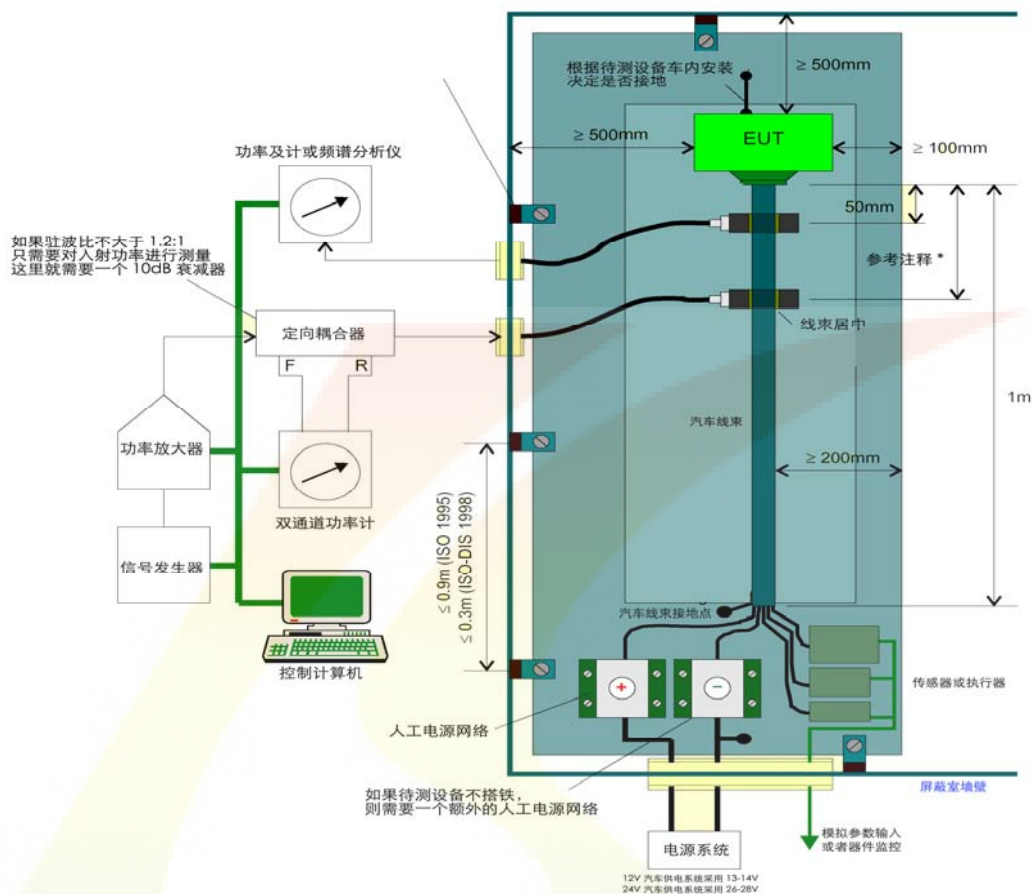 根据待测设备车内安装
决定是否接地
≥ 500mm
≥ 500mm
EUT
≥ 100mm
功率及计或频谱分析仪
50mm
如果驻波比不大于 1.2:1
只需要对入射功率进行测量
这里就需要一个 10dB 衰减器
参考注释 *
线束居中
定向耦合器
F
R
1m
汽车线束
功率放大器
≥ 200mm
双通道功率计
≤ 0.9m (ISO 1995)
≤ 0.3m (ISO-DIS 1998)
信号发生器
汽车线束接地点
控制计算机
+
−
传感器或执行器
人工电源网络
如果待测设备不搭铁，
则需要一个额外的人工电源网络
屏蔽室墙壁
电源系统
模拟参数输入
或者器件监控
12V 汽车供电系统采用 13-14V
24V 汽车供电系统采用 26-28V